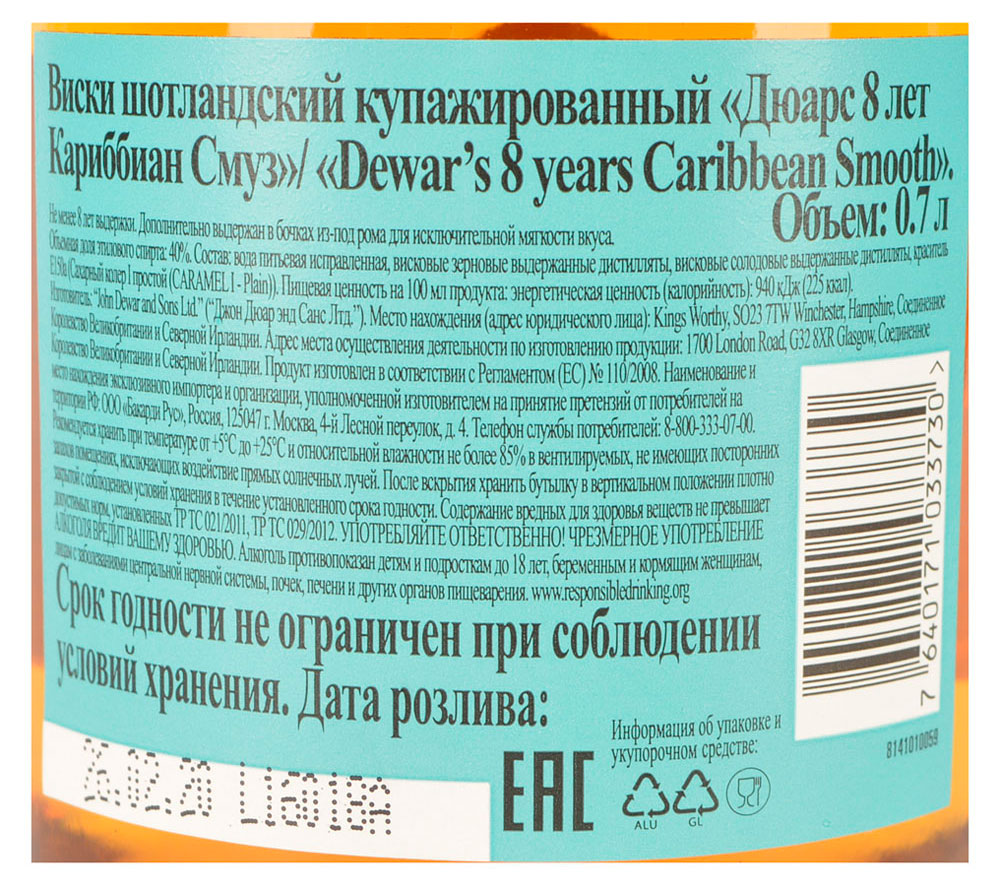 Виски шотландский купажированный «Дюарс 8 лет
Кариббиан Смуз»/ «Dewar’s 8 years Caribbean Smooth».
Объем: 0.7 л
Не менее 8 лет выдержки. Дополнительно выдержан в бочках из-под рома для исключительной мягкости вкуса.
Объемная доля этилового спирта: 40%. Состав: вода питьевая исправленная, висковые зерновые выдержанные дистилляты, висковые солодовые выдержанные дистилляты, краситель
E150a (Сахарный колер I простой (CARAMEL I - Plain)). Пищевая ценность на 100 мл продукта: энергетическая ценность (калорийность): 940 кДж (225 ккал).
Изготовитель: “John Dewar and Sons Ltd.” (“Джон Дюар энд Санс Лтд.”). Место нахождения (адрес юридического лица): Kings Worthy, SO23 7TW Winchester, Hampshire, Соединенное
Королевство Великобритании и Северной Ирландии. Адрес места осуществления деятельности по изготовлению продукции: 1700 London Road, G32 8XR Glasgow, Соединенное
Королевство Великобритании и Северной Ирландии. Продукт изготовлен в соответствии с Регламентом (ЕС) № 110/2008. Наименование и
место нахождения эксклюзивного импортера и организации, уполномоченной изготовителем на принятие претензий от потребителей на
территории РФ: ООО «Бакарди Рус», Россия, 125047 г. Москва, 4-й Лесной переулок, д. 4. Телефон службы потребителей: 8-800-333-07-00.
Рекомендуется хранить при температуре от +5°С до +25°С и относительной влажности не более 85% в вентилируемых, не имеющих посторонних
запахов помещениях, исключающих воздействие прямых солнечных лучей. После вскрытия хранить бутылку в вертикальном положении плотно
закрытой с соблюдением условий хранения в течение установленного срока годности. Содержание вредных для здоровья веществ не превышает
допустимых норм, установленных ТР ТС 021/2011, ТР ТС 029/2012. УПОТРЕБЛЯЙТЕ ОТВЕТСТВЕННО! ЧРЕЗМЕРНОЕ УПОТРЕБЛЕНИЕ
АЛКОГОЛЯ ВРЕДИТ ВАШЕМУ ЗДОРОВЬЮ. Алкоголь противопоказан детям и подросткам до 18 лет, беременным и кормящим женщинам,
лицам с заболеваниями центральной нервной системы, почек, печени и других органов пищеварения. www.responsibledrinking.org
Срок годности не ограничен при соблюдении
условий хранения. Дата розлива:
26.02.20 L16018A
EAC
Информация об упаковке и
укупорочном средстве:
ALU GL
7 640171 033730 >
8141010059